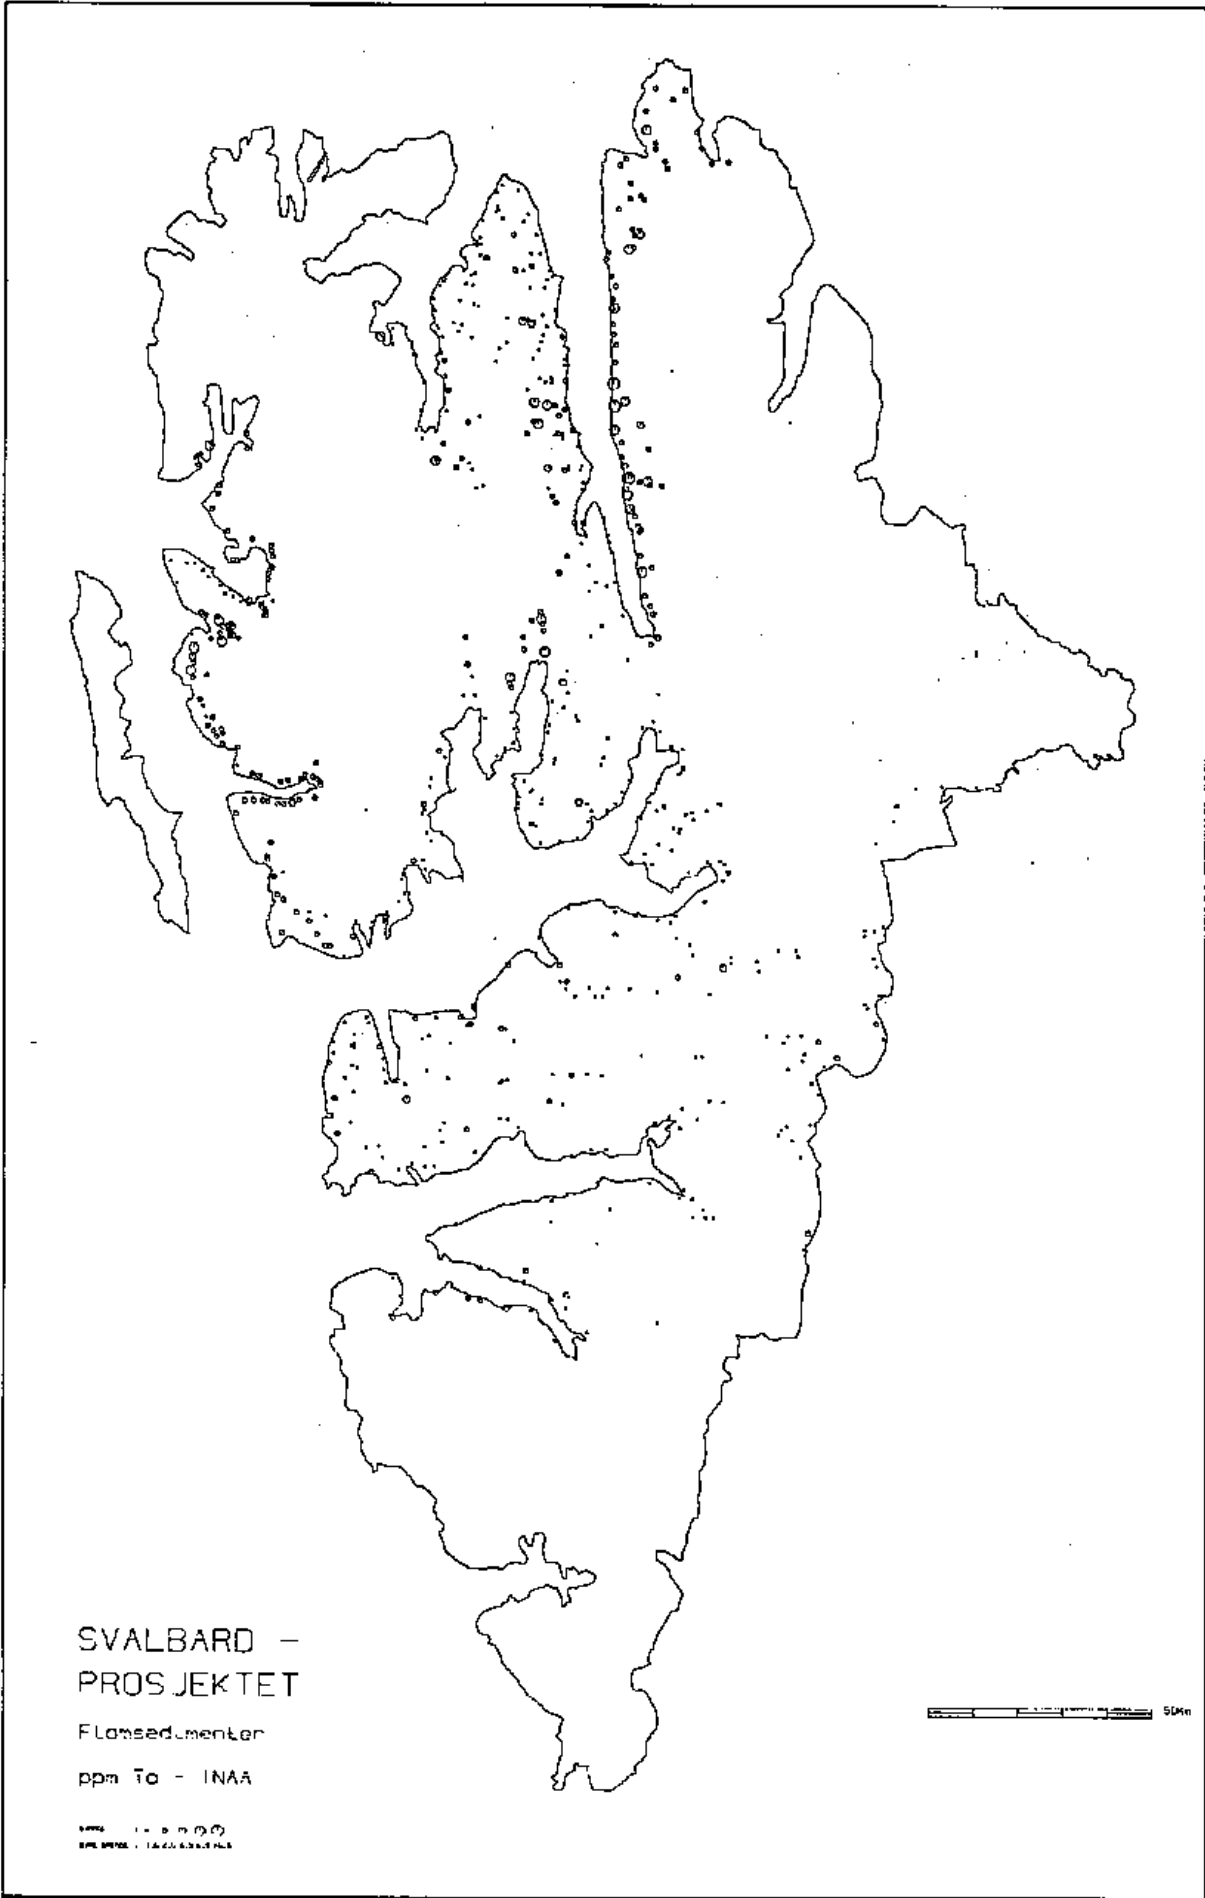 SVALBARD -
PROSJEKTET
Flomsedimenter
ppm Ta - INAA
50Km